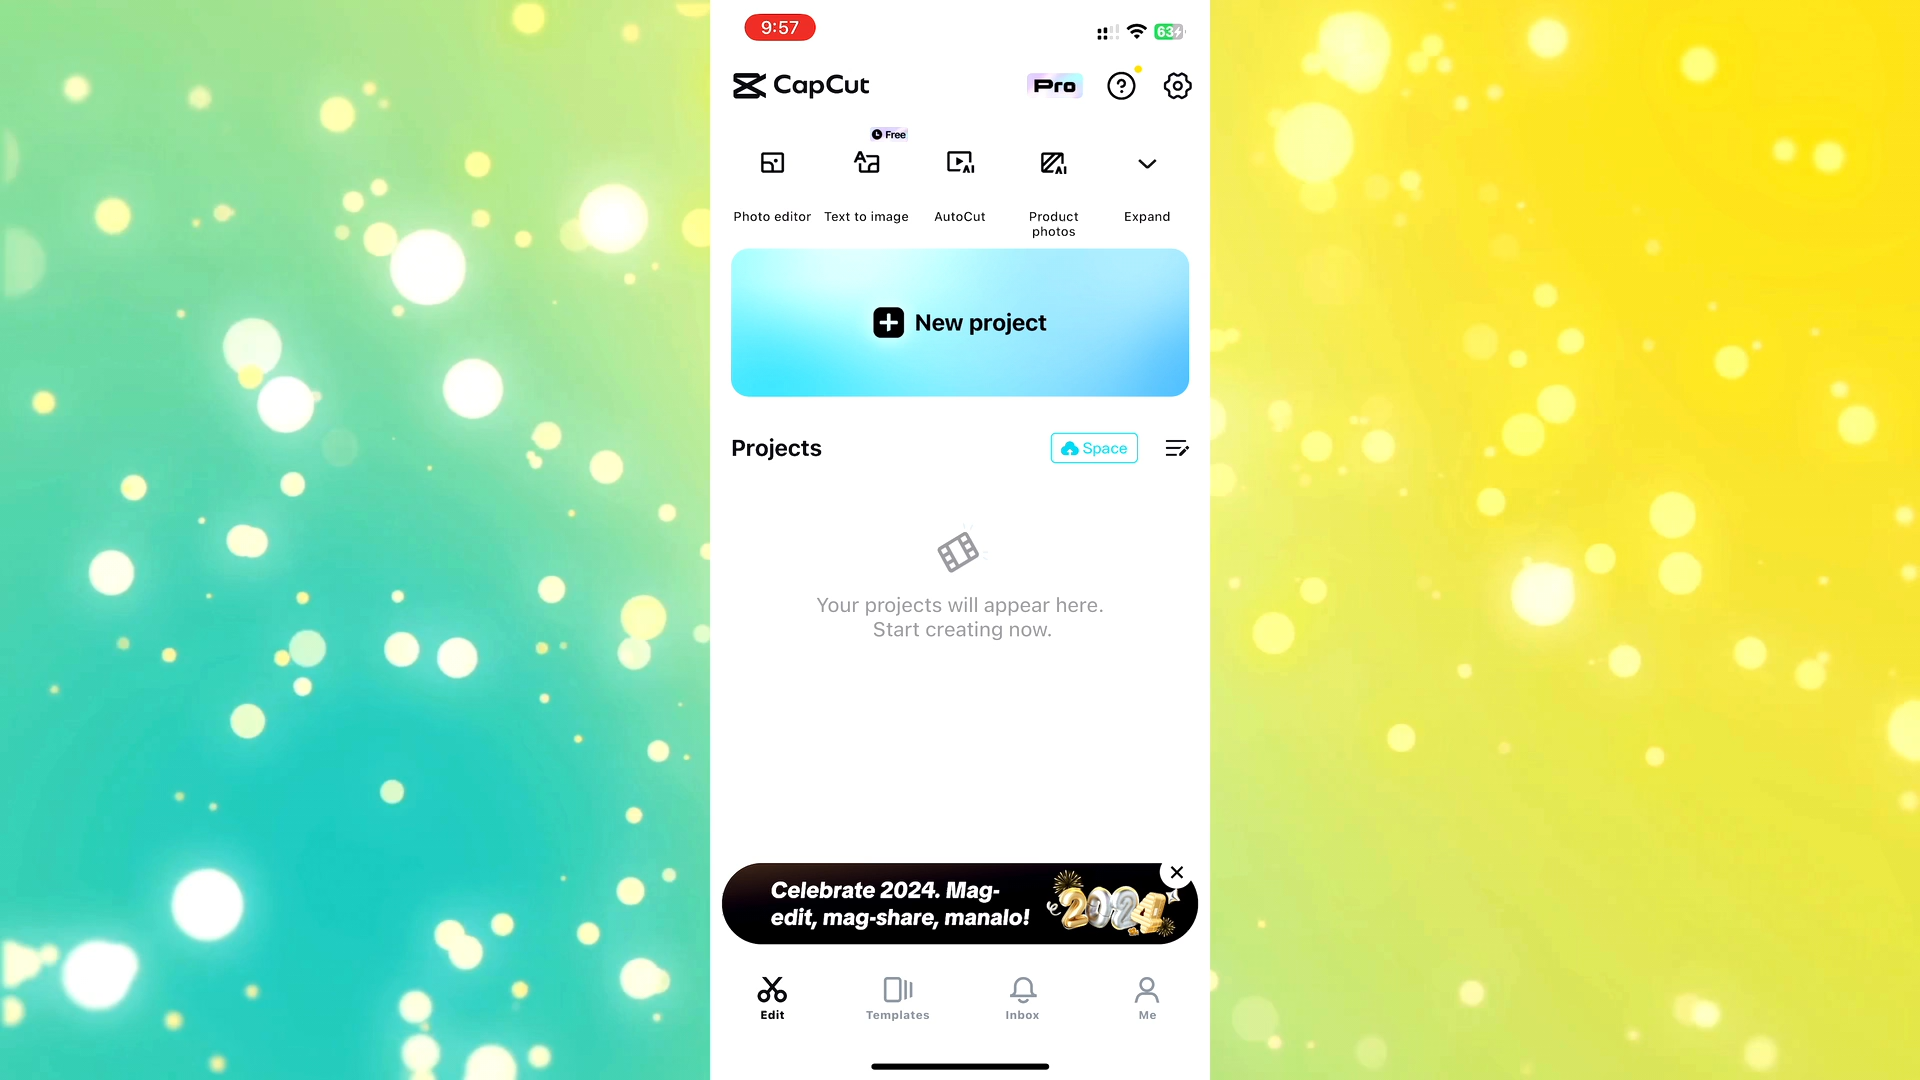 9:57
63
CapCut
Pro
Free
Photo editor
Text to image
AutoCut
Product
photos
Expand
New project
Projects
Space
Your projects will appear here.
Start creating now.
Celebrate 2024. Mag-
edit, mag-share, manalo!
2024
Edit
Templates
Inbox
Me